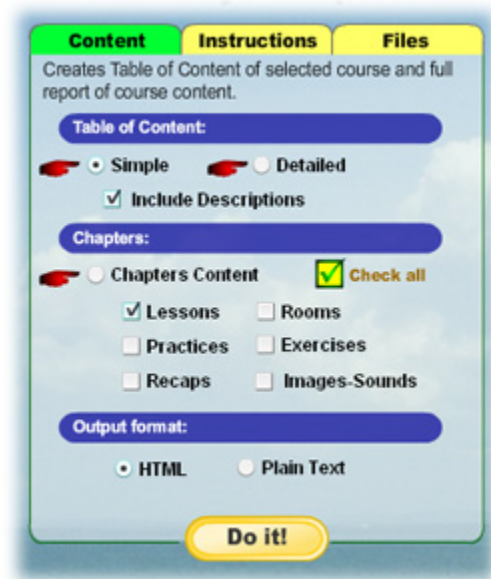 Content Instructions Files
Creates Table of Content of selected course and full
report of course content.
Table of Content:
Simple Detailed
Include Descriptions
Chapters:
Chapters Content Check all
Lessons Rooms
Practices Exercises
Recaps Images-Sounds
Output format:
HTML Plain Text
Do it!